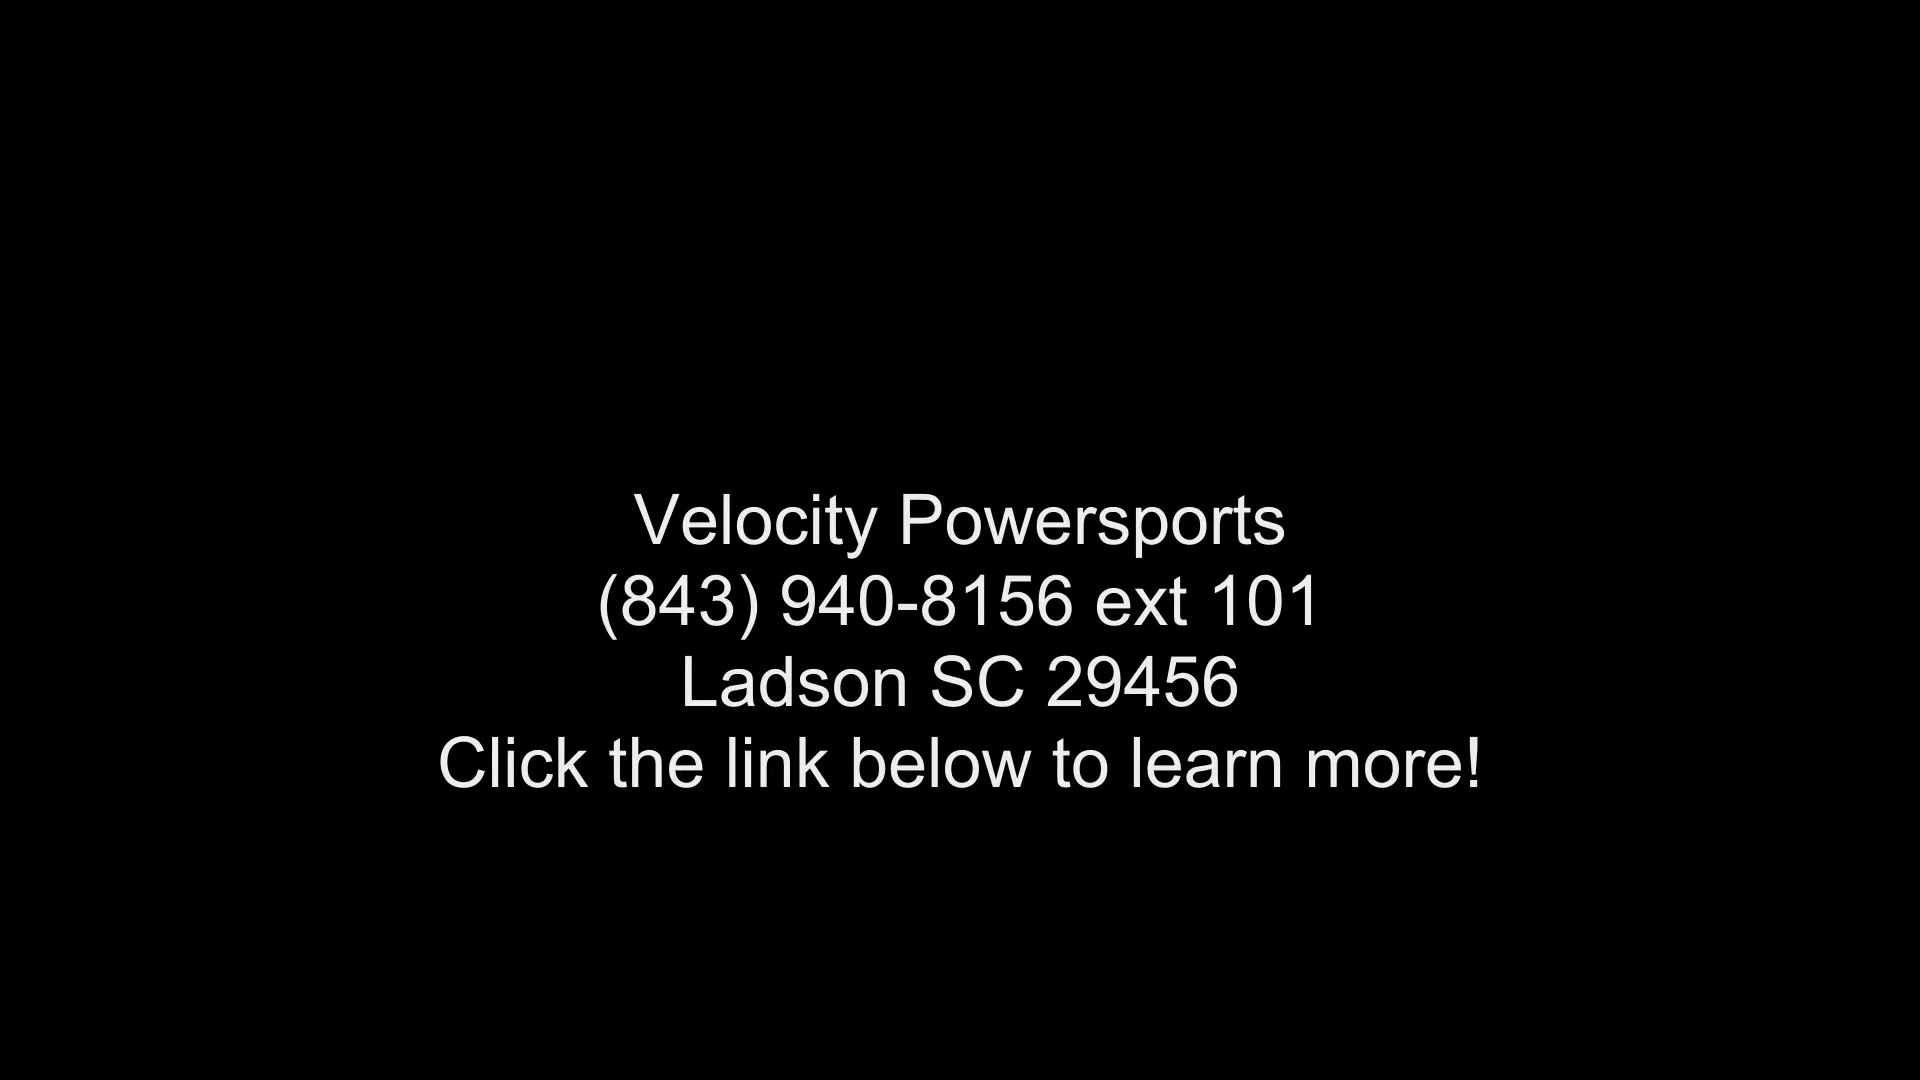 Velocity Powersports
(843) 940-8156 ext 101
Ladson SC 29456
Click the link below to learn more!